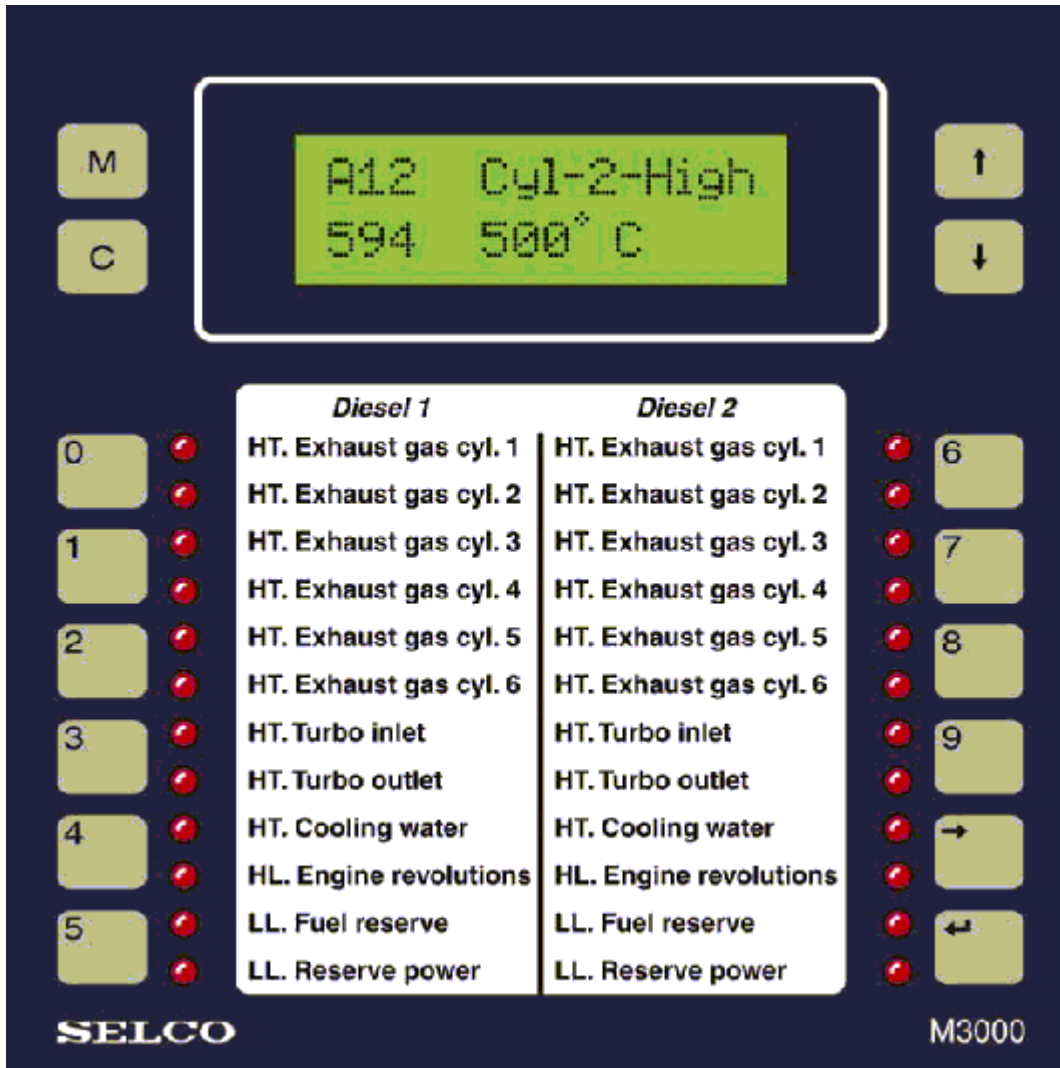 M
A12 Cyl-2-High
↑
C
594 500° C
↓
Diesel 1 Diesel 2
0
HT. Exhaust gas cyl. 1 HT. Exhaust gas cyl. 1
6
HT. Exhaust gas cyl. 2 HT. Exhaust gas cyl. 2
1
HT. Exhaust gas cyl. 3 HT. Exhaust gas cyl. 3
7
HT. Exhaust gas cyl. 4 HT. Exhaust gas cyl. 4
2
HT. Exhaust gas cyl. 5 HT. Exhaust gas cyl. 5
8
HT. Exhaust gas cyl. 6 HT. Exhaust gas cyl. 6
3
HT. Turbo inlet HT. Turbo inlet
9
HT. Turbo outlet HT. Turbo outlet
4
HT. Cooling water HT. Cooling water
→
HL. Engine revolutions HL. Engine revolutions
5
LL. Fuel reserve LL. Fuel reserve
↵
LL. Reserve power LL. Reserve power
SELCO M3000